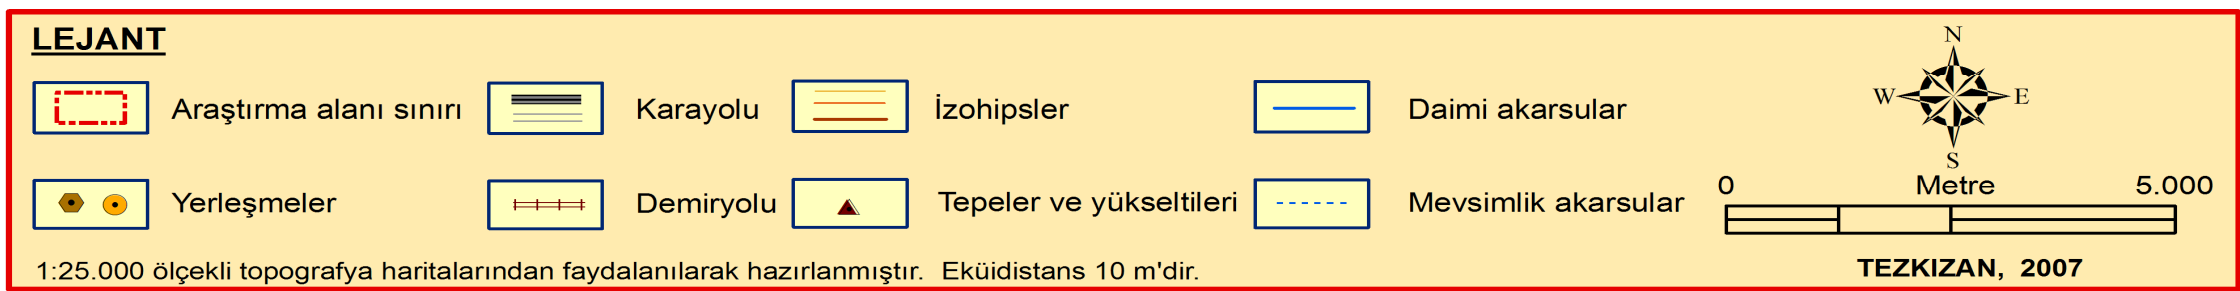 LEJANT
N
W E
S
Araştırma alanı sınırı Karayolu İzohipsler Daimi akarsular
Yerleşmeler Demiryolu Tepeler ve yükseltileri Mevsimlik akarsular
0 Metre 5.000
1:25.000 ölçekli topografya haritalarından faydalanılarak hazırlanmıştır. Eküidistans 10 m'dir.
TEZKIZAN, 2007